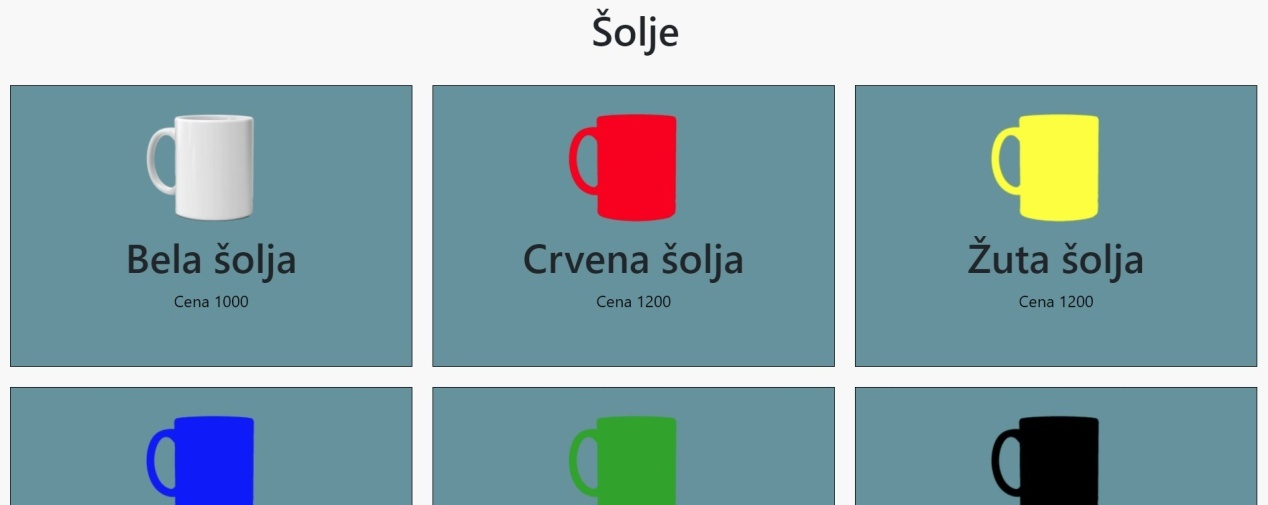 Šolje
Bela šolja
Cena 1000
Crvena šolja
Cena 1200
Žuta šolja
Cena 1200